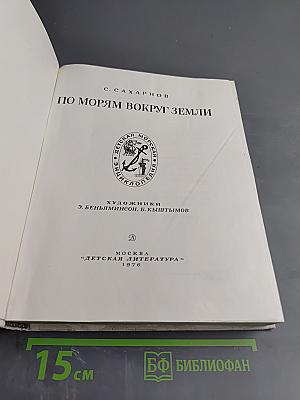 С. САХАРНОВ
ПО МОРЯМ ВОКРУГ ЗЕМЛИ
ДЕТСКАЯ МОРСКАЯ
ЭНЦИКЛОПЕДИЯ
ХУДОЖНИКИ
Э. БЕНЬЯМИНСОН, Б. КЫШТЫМОВ
МОСКВА
"ДЕТСКАЯ ЛИТЕРАТУРА"
1976
15 см
БФ БИБЛИОФАН